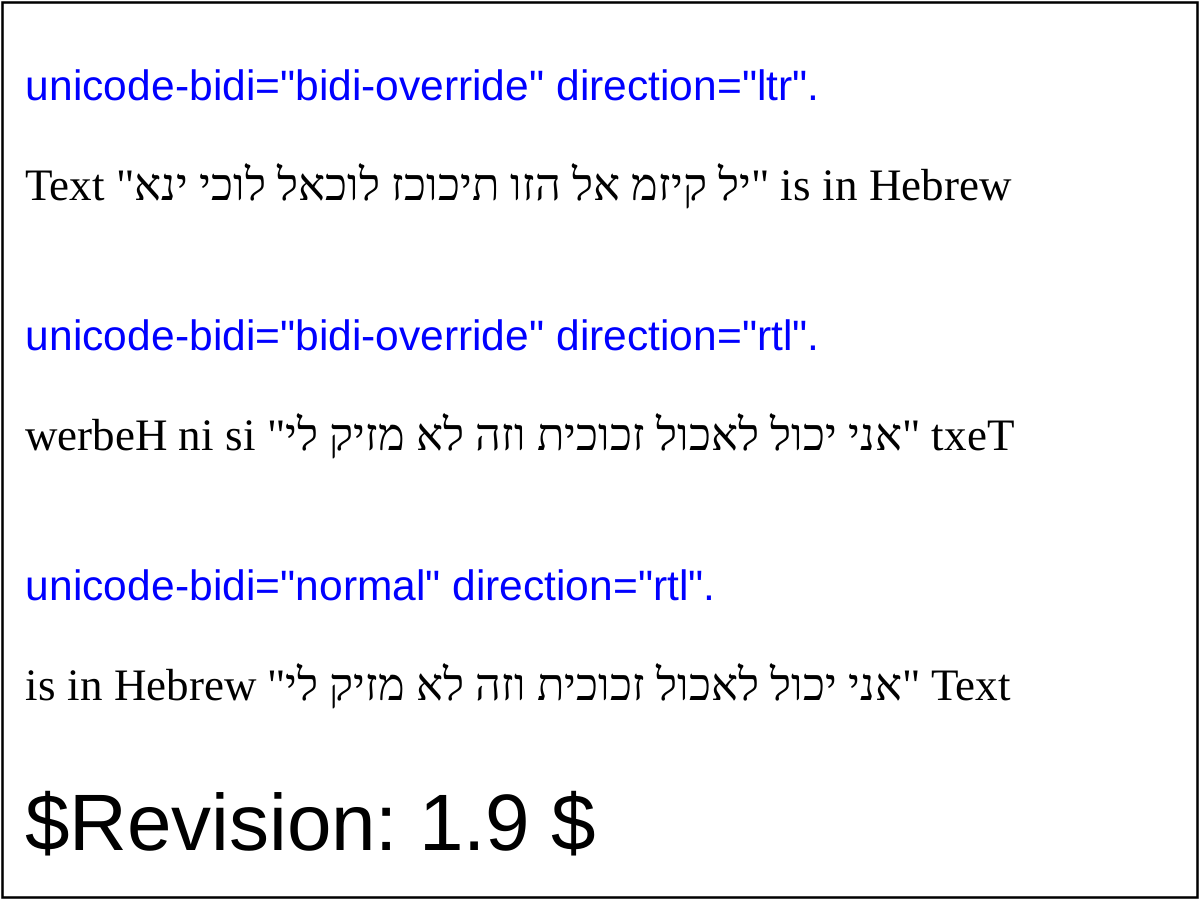 unicode-bidi="bidi-override" direction="ltr".
Text "יל קיזמ אל הזו תיכוכז לוכאל לוכי ינא" is in Hebrew
unicode-bidi="bidi-override" direction="rtl".
werbeH ni si "אני יכול לאכול זכוכית וזה לא מזיק לי" txeT
unicode-bidi="normal" direction="rtl".
is in Hebrew "אני יכול לאכול זכוכית וזה לא מזיק לי" Text
$Revision: 1.9 $